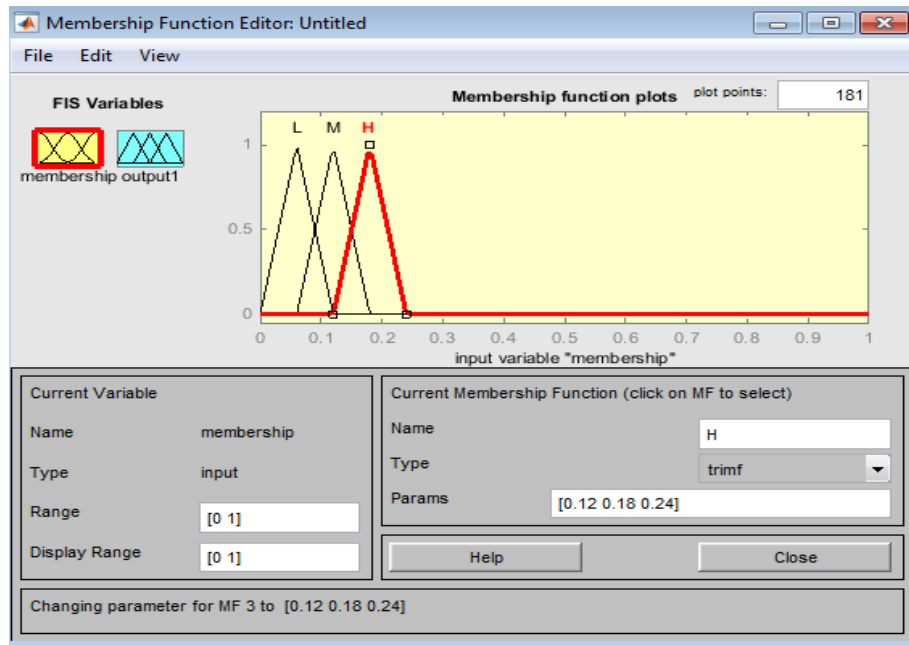 Membership Function Editor: Untitled
File Edit View
FIS Variables
Membership function plots plot points: 181
membership output1
L M H
1
0.5
0
0 0.1 0.2 0.3 0.4 0.5 0.6 0.7 0.8 0.9 1
input variable "membership"
Current Variable
Name membership
Type input
Range [0 1]
Display Range [0 1]
Current Membership Function (click on MF to select)
Name H
Type trimf
Params [0.12 0.18 0.24]
Help Close
Changing parameter for MF 3 to [0.12 0.18 0.24]